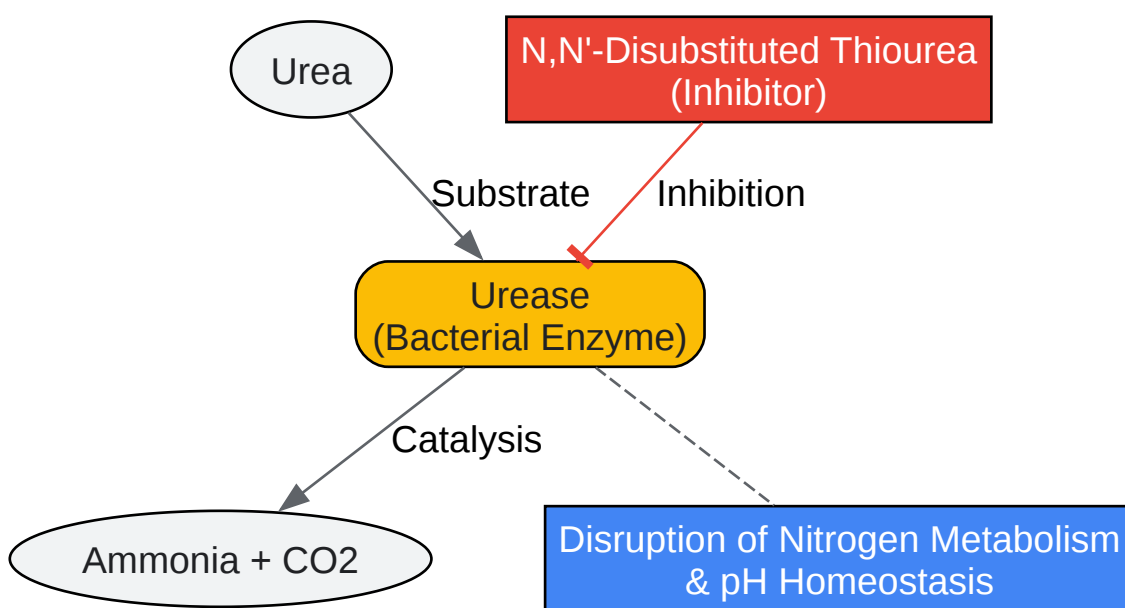 Urea
N,N'-Disubstituted Thiourea
(Inhibitor)
Substrate
Inhibition
Urease
(Bacterial Enzyme)
Catalysis
Ammonia + CO2
Disruption of Nitrogen Metabolism
& pH Homeostasis